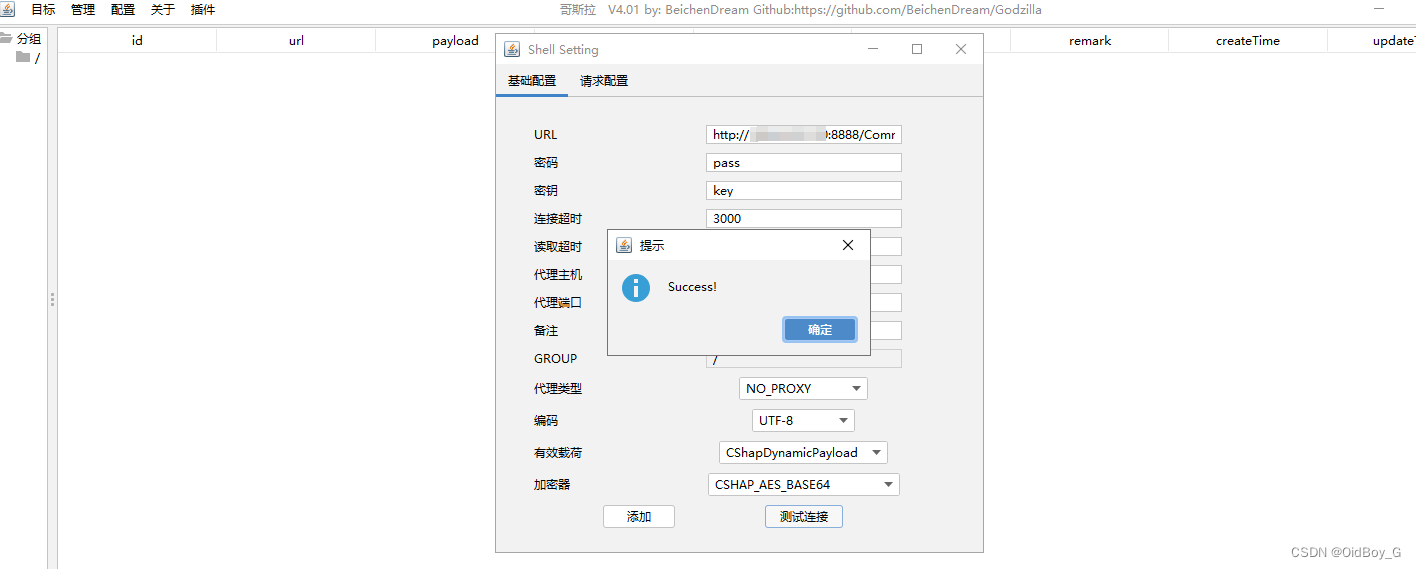 目标 管理 配置 关于 插件 哥斯拉 V4.01 by: BeichenDream Github:https://github.com/BeichenDream/Godzilla
分组 id url payload remark createTime
/
Shell Setting
基础配置 请求配置
URL http:// :8888/Comr
密码 pass
密钥 key
连接超时 3000
读取超时
提示
代理主机
Success!
代理端口
备注
确定
GROUP /
代理类型 NO_PROXY
编码 UTF-8
有效载荷 CShapDynamicPayload
加密器 CSHAP_AES_BASE64
添加 测试连接
CSDN @OidBoy_G